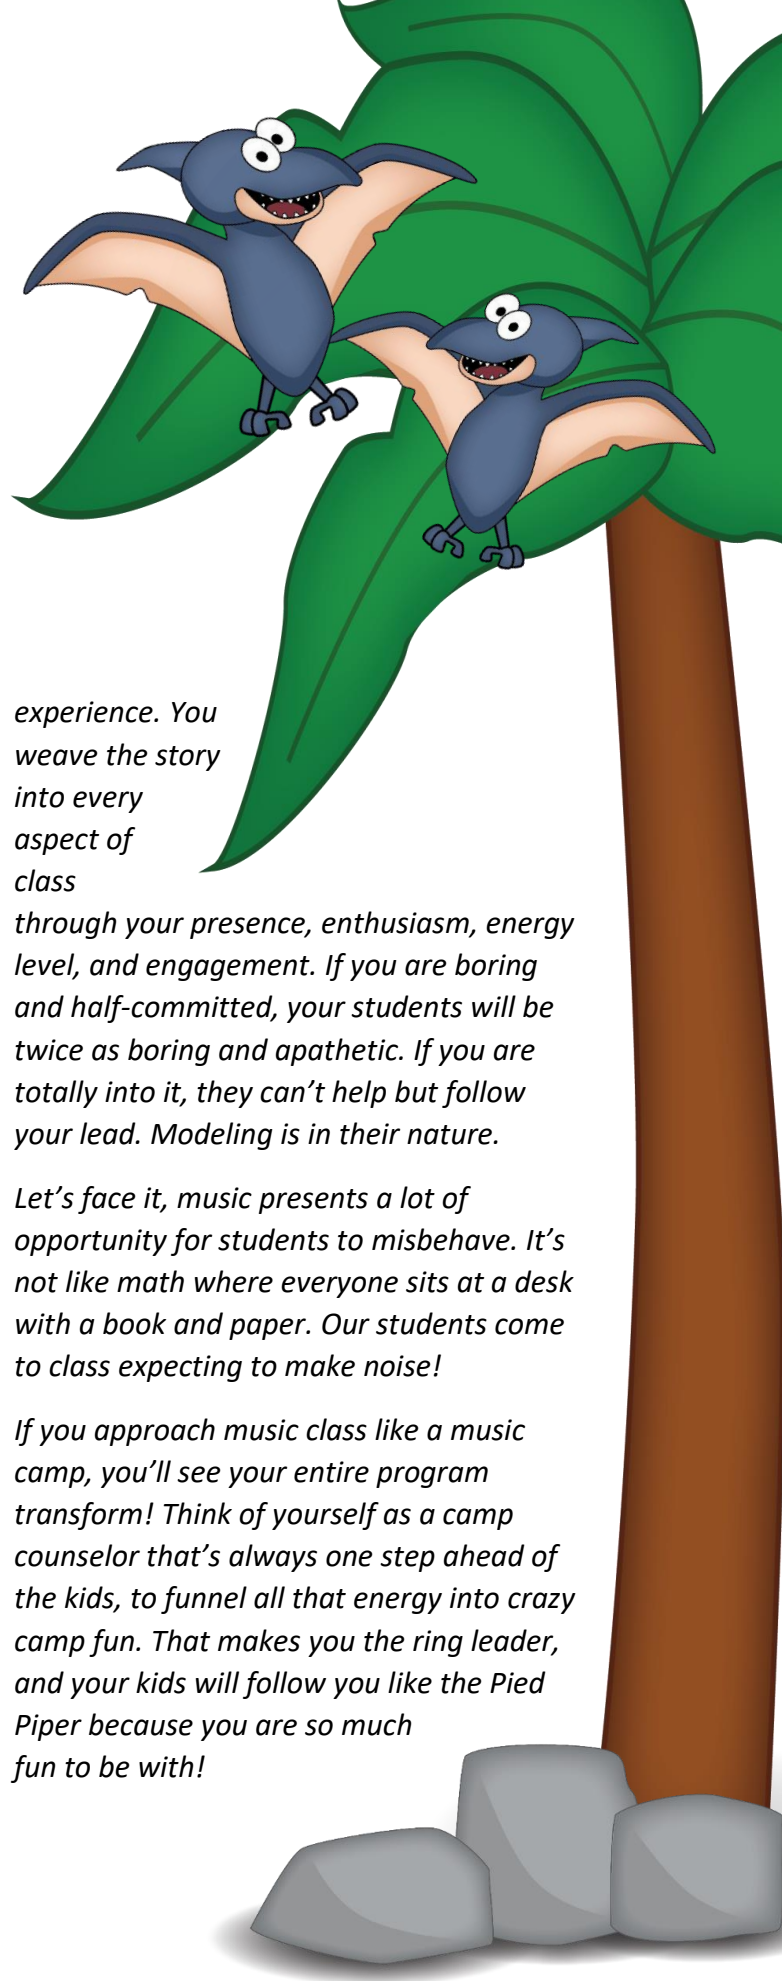 experience. You
weave the story
into every
aspect of
class
through your presence, enthusiasm, energy
level, and engagement. If you are boring
and half-committed, your students will be
twice as boring and apathetic. If you are
totally into it, they can’t help but follow
your lead. Modeling is in their nature.
Let’s face it, music presents a lot of
opportunity for students to misbehave. It’s
not like math where everyone sits at a desk
with a book and paper. Our students come
to class expecting to make noise!
If you approach music class like a music
camp, you’ll see your entire program
transform! Think of yourself as a camp
counselor that’s always one step ahead of
the kids, to funnel all that energy into crazy
camp fun. That makes you the ring leader,
and your kids will follow you like the Pied
Piper because you are so much
fun to be with!